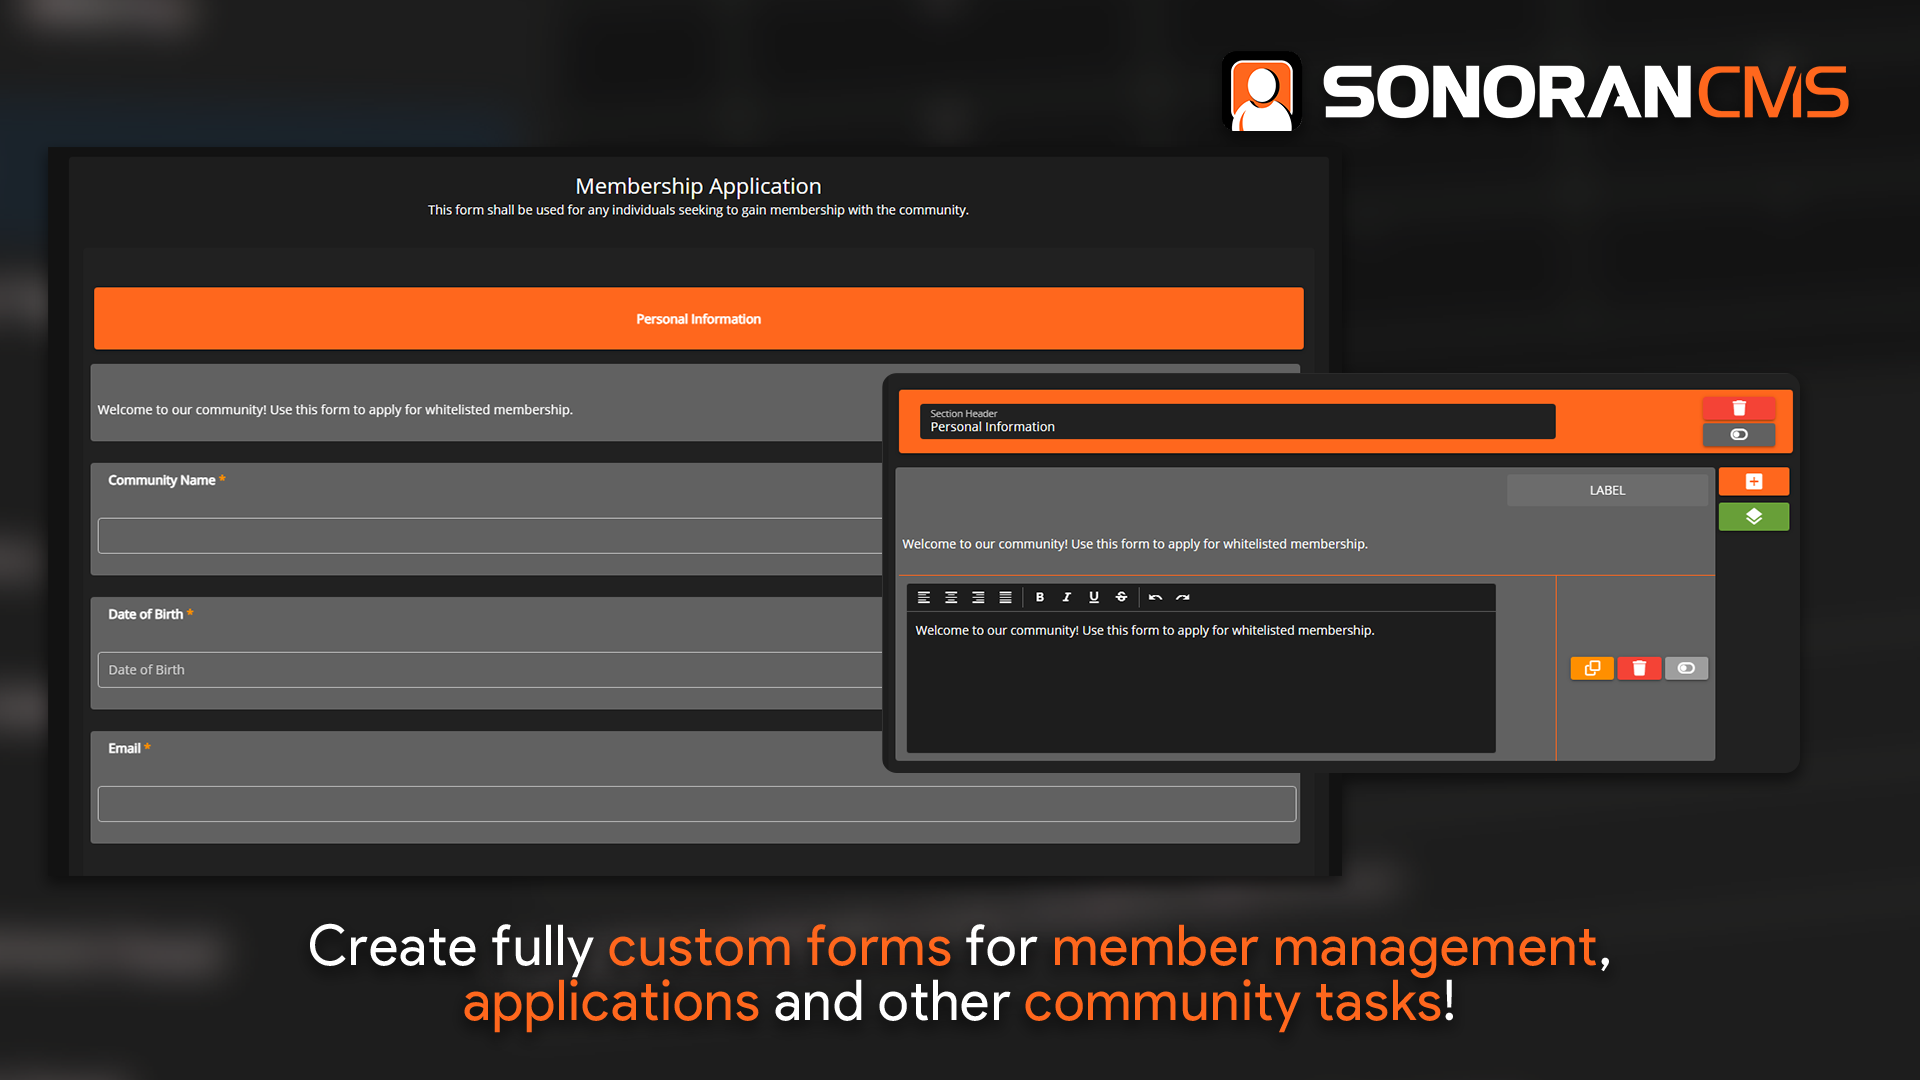 SONORANCMS
Membership Application
This form shall be used for any individuals seeking to gain membership with the community.
Personal Information
Welcome to our community! Use this form to apply for whitelisted membership.
Community Name *
Date of Birth *
Date of Birth
Email *
Section Header
Personal Information
LABEL
Welcome to our community! Use this form to apply for whitelisted membership.
B I U S
Welcome to our community! Use this form to apply for whitelisted membership.
Create fully custom forms for member management,
applications and other community tasks!